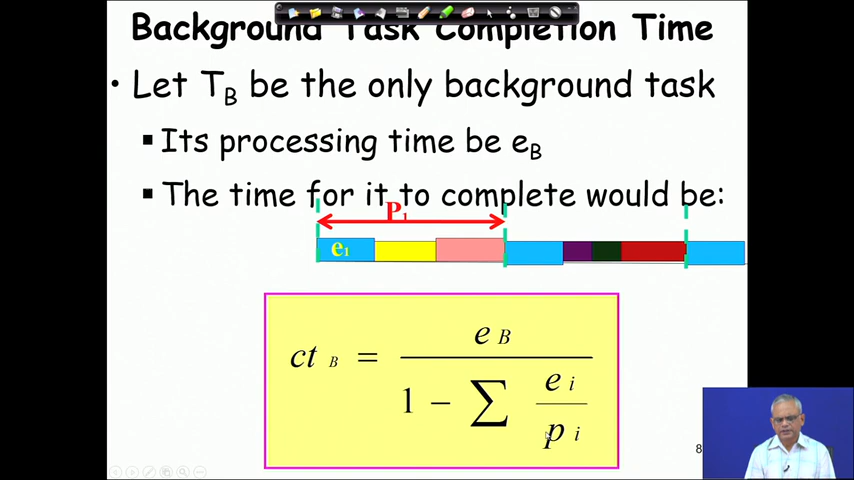 Background Task Completion Time
• Let T_B be the only background task
▪ Its processing time be e_B
▪ The time for it to complete would be:
P₁
e₁
ct_B = e_B / (1 − ∑ e_i / p_i)
8